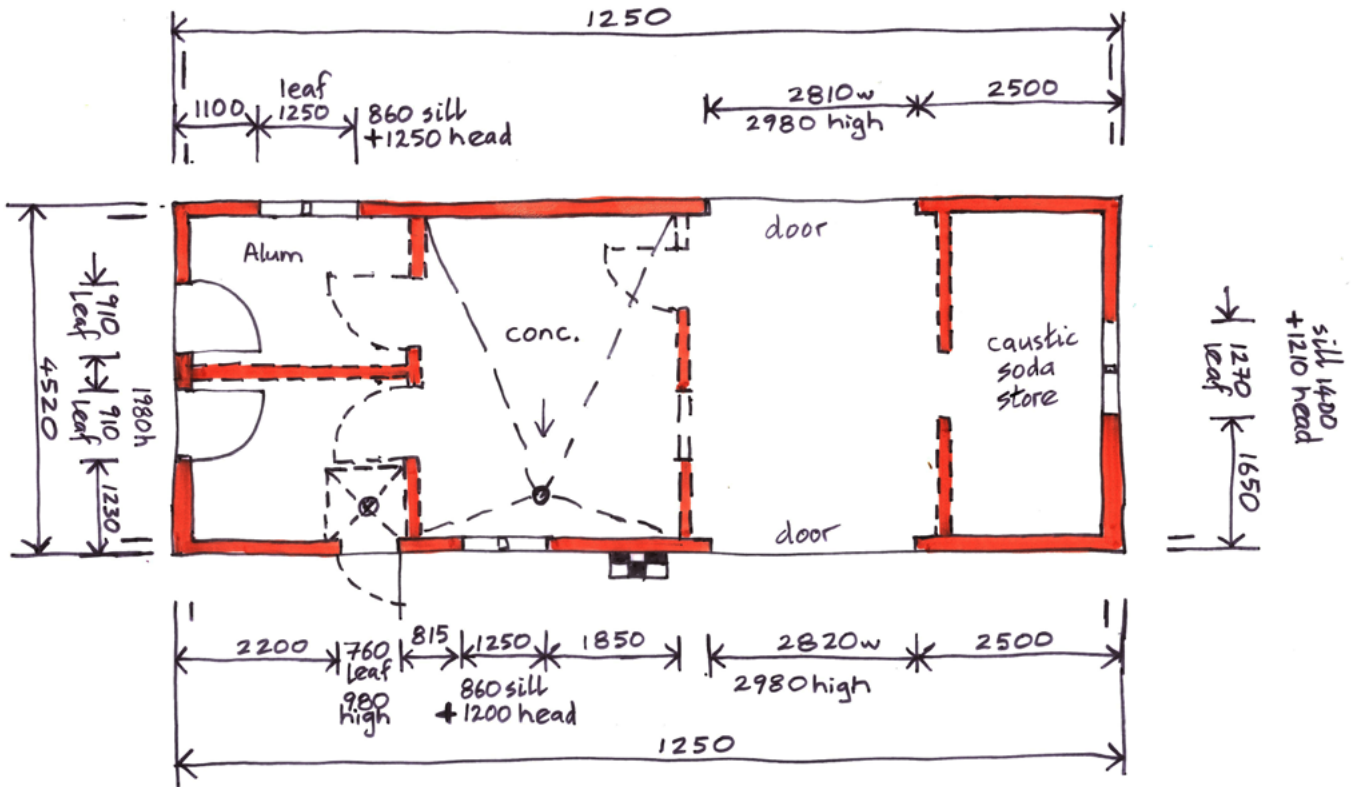 1250
leaf
1100 1250 860 sill
+1250 head
2810w 2500
2980 high
Alum
door
conc.
caustic
soda
store
door
4520
910
leaf
910
leaf
1230
1980h
1270
leaf
1650
sill 1400
+1210 head
2200 760 815 1250 1850 2820w 2500
leaf
980
high
860 sill
+1200 head
2980 high
1250